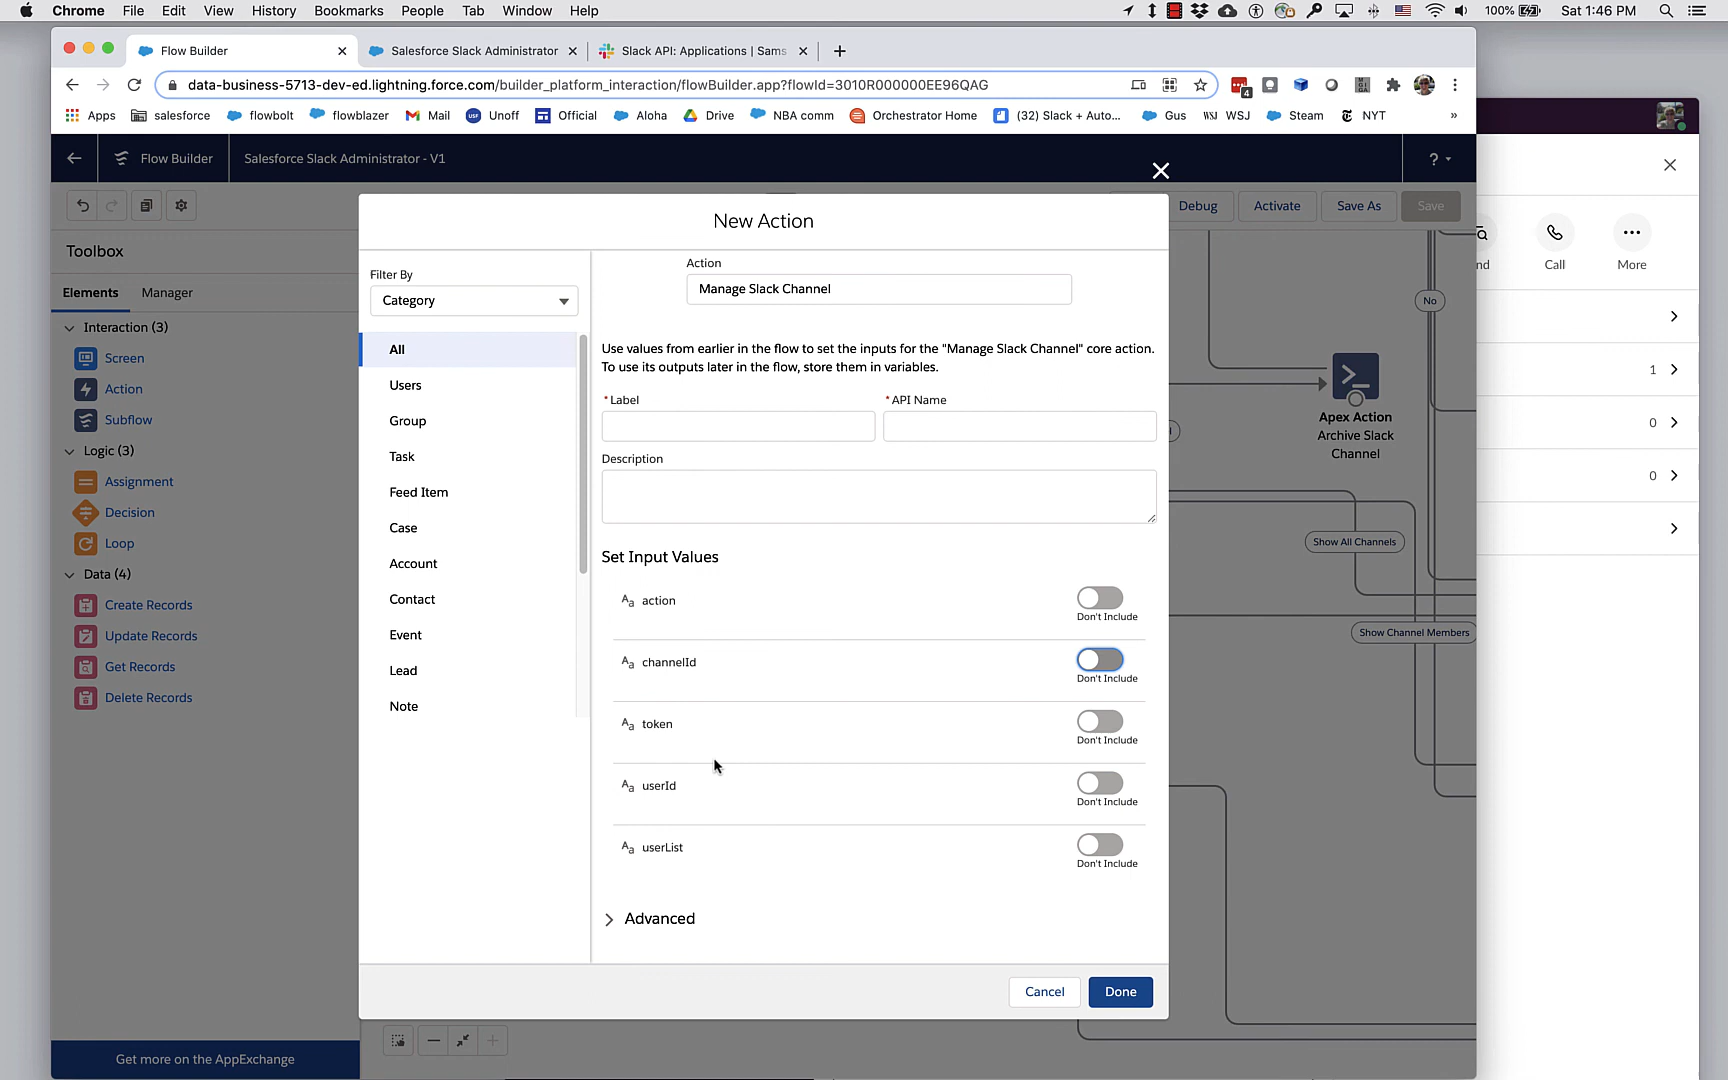 Chrome File Edit View History Bookmarks People Tab Window Help 100% Sat 1:46 PM
Flow Builder Salesforce Slack Administrator Slack API: Applications | Sams
data-business-5713-dev-ed.lightning.force.com/builder_platform_interaction/flowBuilder.app?flowId=3010R000000EE96QAG 4
Apps salesforce flowbolt flowblazer Mail Unoff Official Aloha Drive NBA comm Orchestrator Home (32) Slack + Auto... Gus WSJ WSJ Steam NYT »
Flow Builder Salesforce Slack Administrator - V1 ?
Debug Activate Save As Save
Toolbox
Elements Manager
Interaction (3)
Screen
Action
Subflow
Logic (3)
Assignment
Decision
Loop
Data (4)
Create Records
Update Records
Get Records
Delete Records
Get more on the AppExchange
New Action
Filter By
Category
All
Users
Group
Task
Feed Item
Case
Account
Contact
Event
Lead
Note
Action
Manage Slack Channel
Use values from earlier in the flow to set the inputs for the "Manage Slack Channel" core action.
To use its outputs later in the flow, store them in variables.
* Label * API Name
Description
Set Input Values
Aa action
Don't Include
Aa channelId
Don't Include
Aa token
Don't Include
Aa userId
Don't Include
Aa userList
Don't Include
Advanced
Cancel Done
Apex Action
Archive Slack
Channel
No
Show All Channels
Show Channel Members
nd Call More
1
0
0